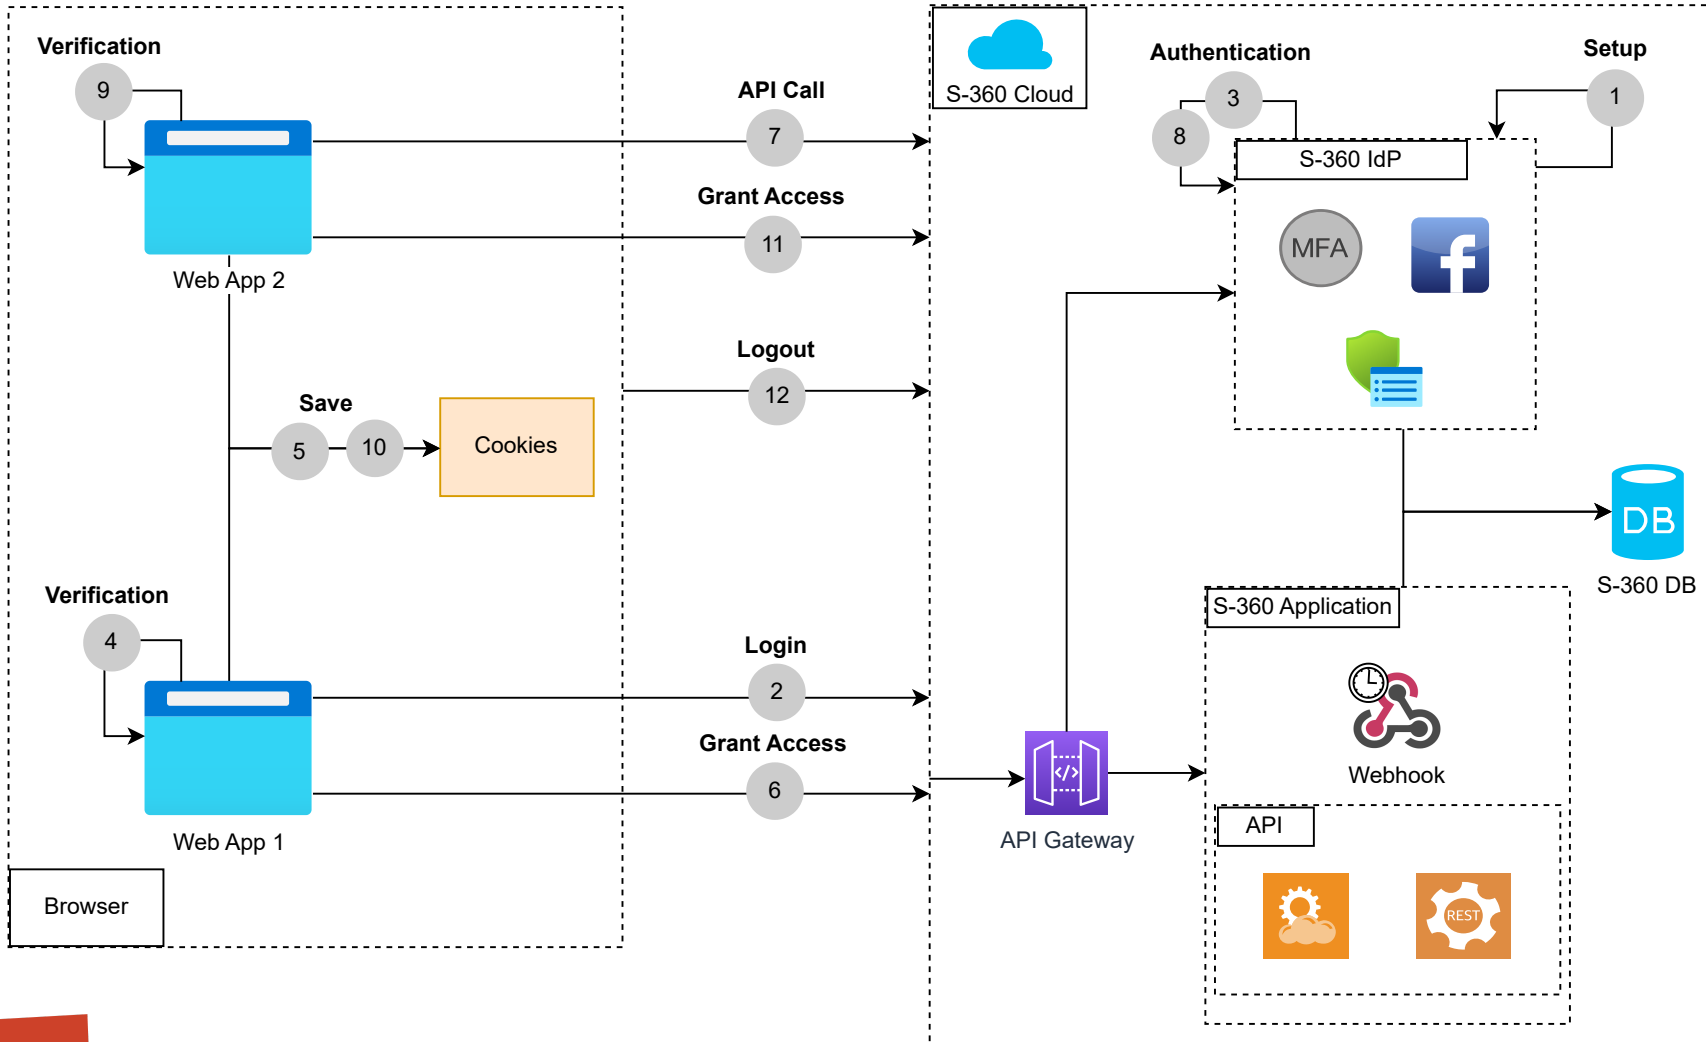 Verification
9
Web App 2
API Call
7
Grant Access
11
Logout
12
Save
5
10
Cookies
Verification
4
Web App 1
Login
2
Grant Access
6
Browser
S-360 Cloud
Authentication
3
8
Setup
1
S-360 IdP
MFA
f
DB
S-360 DB
S-360 Application
Webhook
</>
API Gateway
API
REST